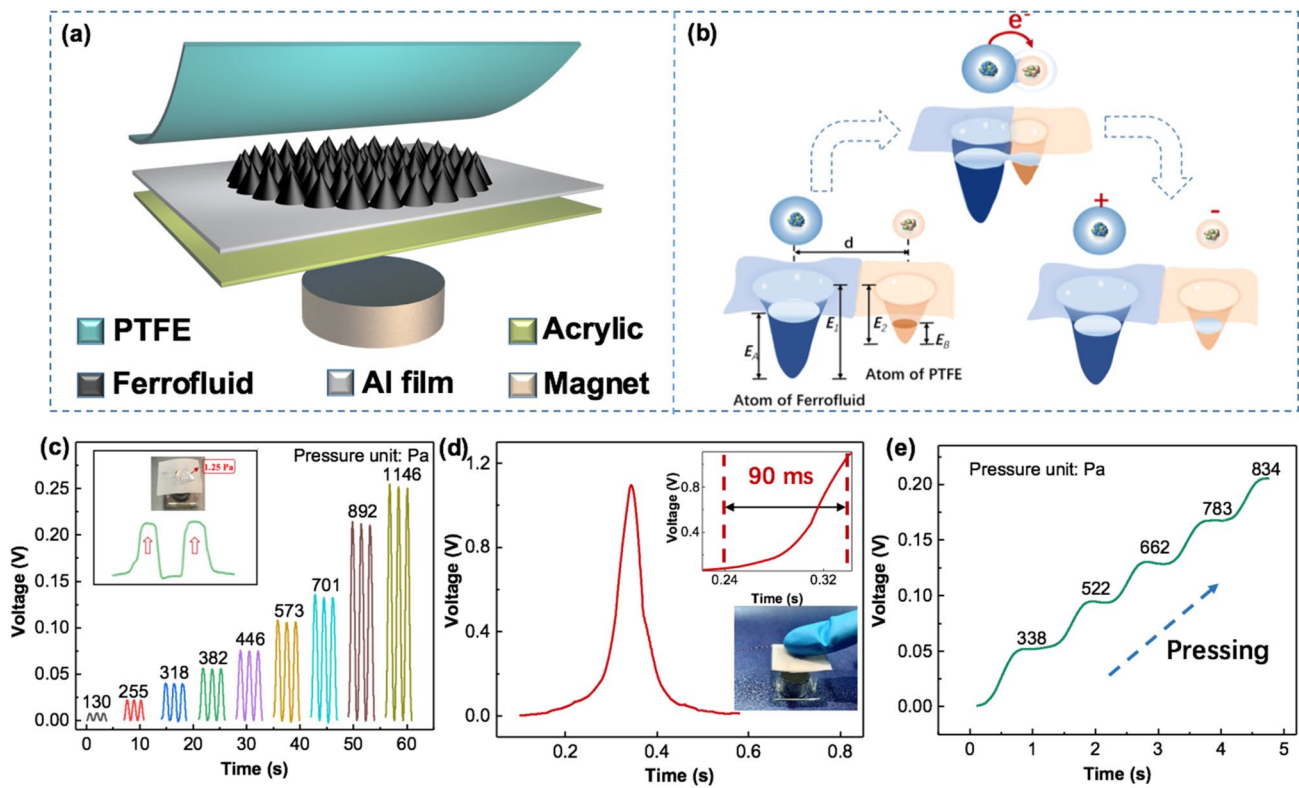 (a)
PTFE
Acrylic
Ferrofluid
Al film
Magnet
(b)
e-
d
+
-
E_A
E_1
E_2
E_B
Atom of PTFE
Atom of Ferrofluid
(c)
Pressure unit: Pa
1.25 Pa
130
255
318
382
446
573
701
892
1146
Voltage (V)
0.25
0.20
0.15
0.10
0.05
0.00
0 10 20 30 40 50 60
Time (s)
(d)
Voltage (V)
1.2
0.8
0.4
0.0
0.2 0.4 0.6 0.8
Time (s)
90 ms
Voltage (V)
0.8
0.4
0.24 0.32
Time (s)
(e)
Pressure unit: Pa
338
522
662
783
834
Pressing
Voltage (V)
0.20
0.15
0.10
0.05
0.00
0 1 2 3 4 5
Time (s)